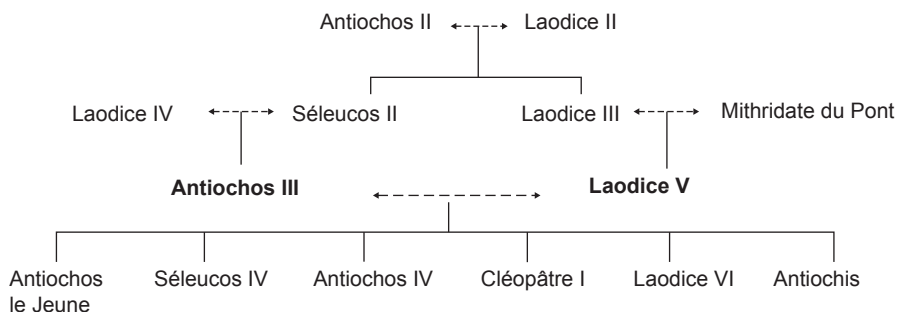 Antiochos II Laodice II
Laodice IV Séleucos II Laodice III Mithridate du Pont
Antiochos III Laodice V
Antiochos Séleucos IV Antiochos IV Cléopâtre I Laodice VI Antiochis
le Jeune